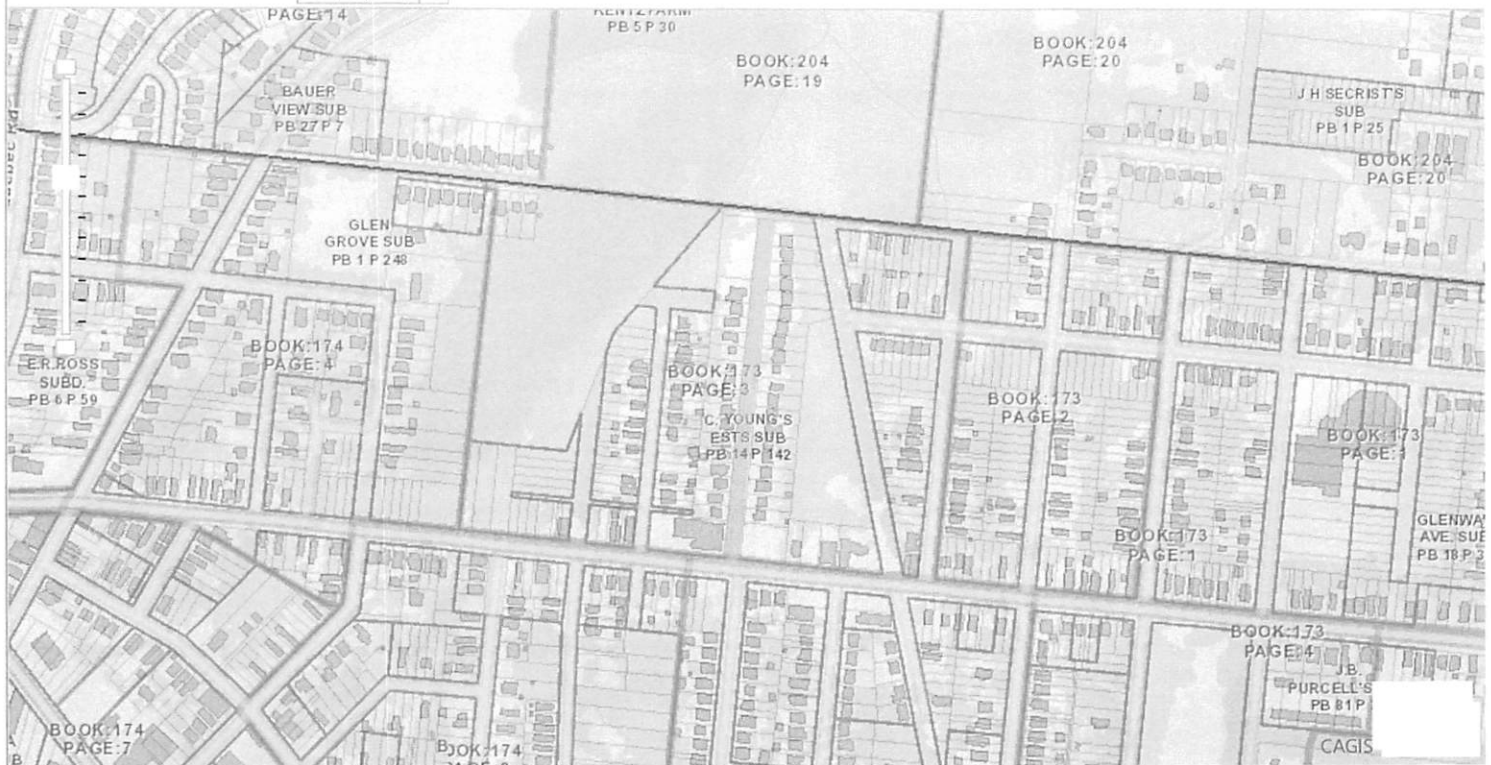 PAGE:14
PB 5 P 30
BOOK:204
PAGE:19
BOOK:204
PAGE:20
BAUER
VIEW SUB
PB 27 P 7
J H SECRIST'S
SUB
PB 1 P 25
BOOK:204
PAGE:20
GLEN
GROVE SUB
PB 1 P 248
BOOK:174
PAGE:4
E.R.ROSS
SUBD.
PB 6 P 59
BOOK:173
PAGE:3
C. YOUNG'S
ESTS SUB
PB 14 P 142
BOOK:173
PAGE:2
BOOK:173
PAGE:1
BOOK:173
PAGE:1
GLENWA
AVE. SUB
PB 18 P 3
BOOK:173
PAGE:4
J.B.
PURCELL'S
PB 81 P
BOOK:174
PAGE:7
BOOK:174
CAGIS